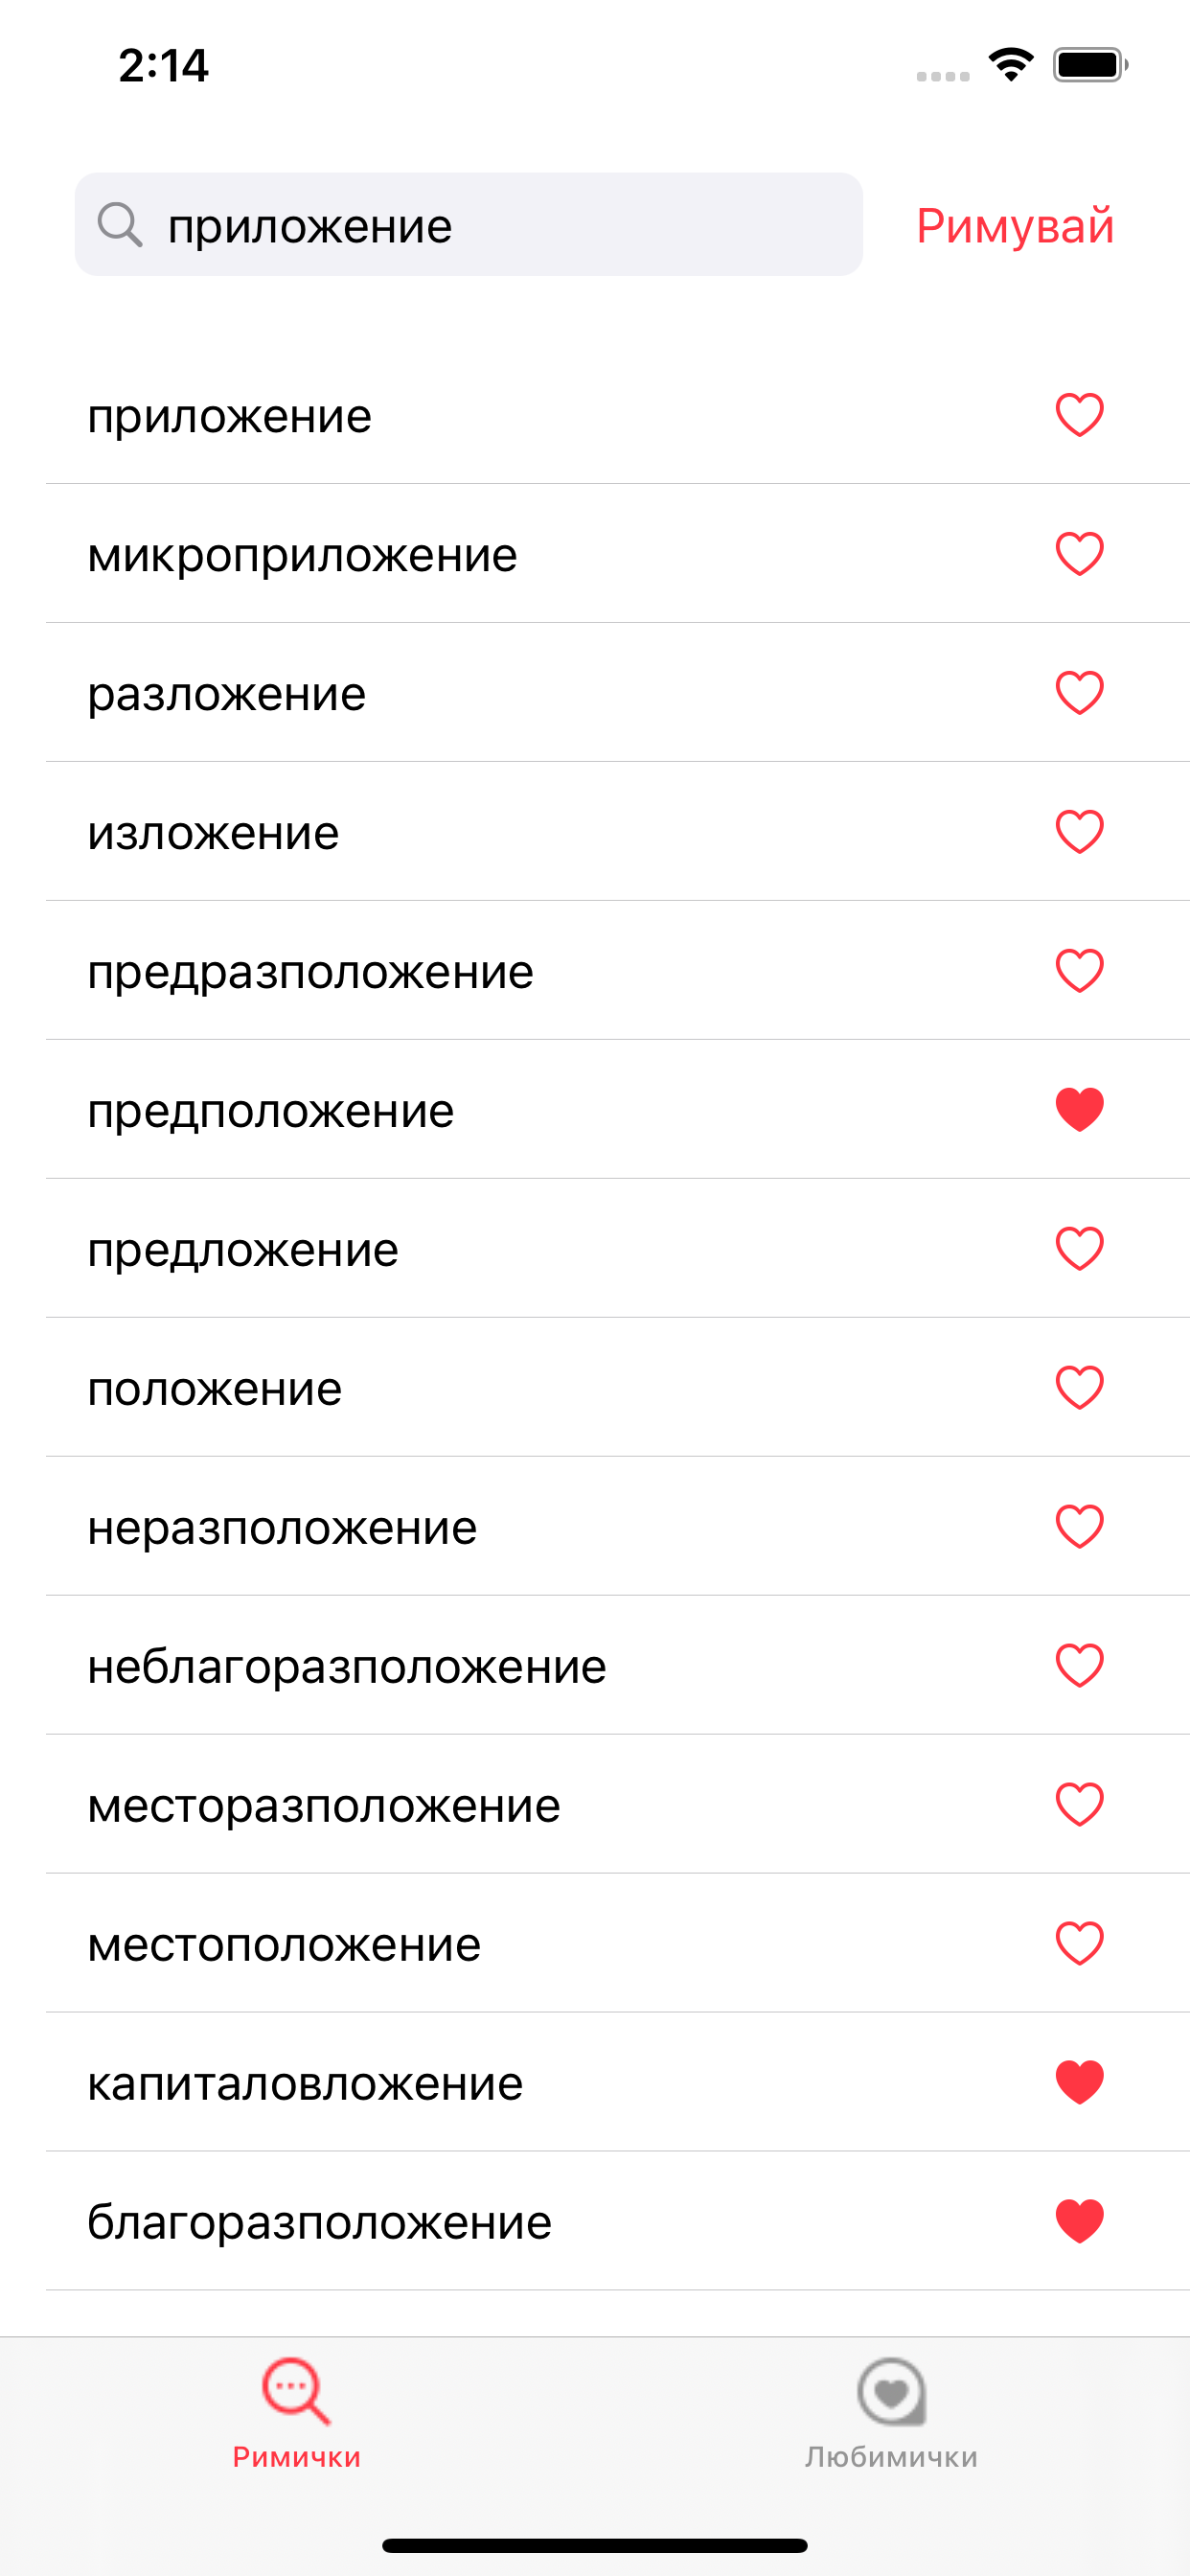 2:14
приложение
Римувай
приложение
микроприложение
разложение
изложение
предразположение
предположение
предложение
положение
неразположение
неблагоразположение
месторазположение
местоположение
капиталовложение
благоразположение
Римички
Любимички